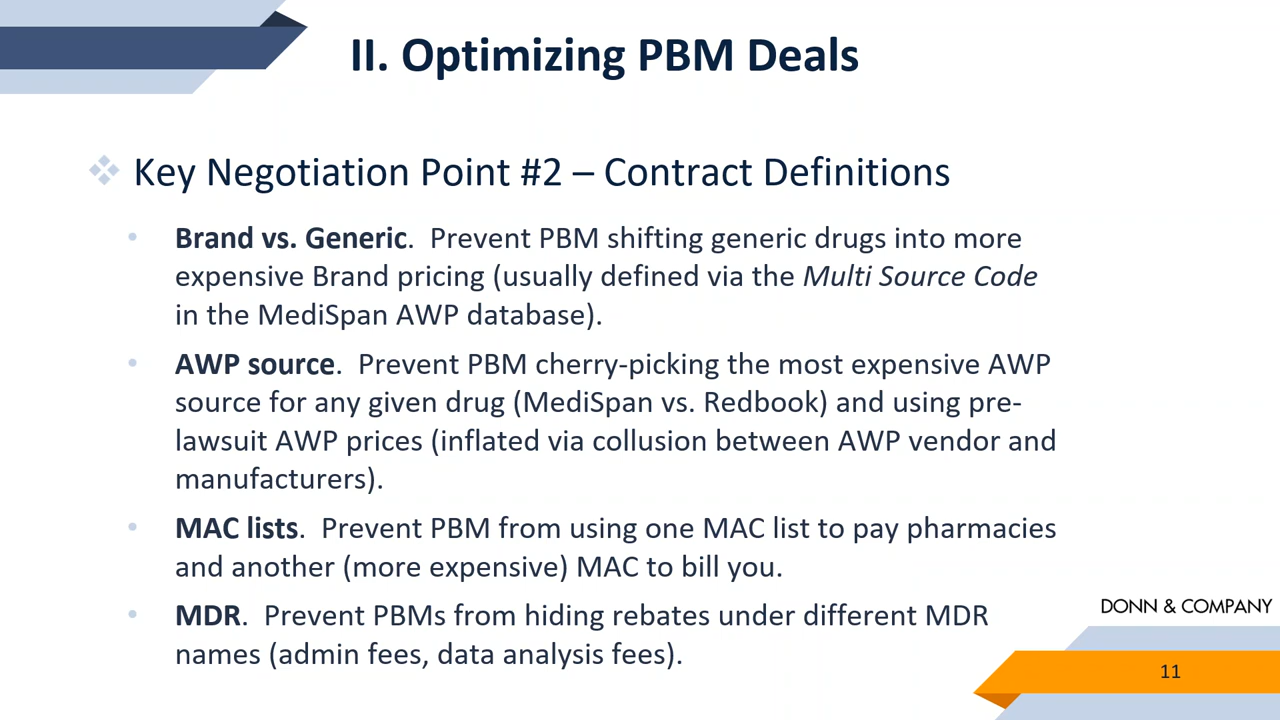 II. Optimizing PBM Deals
Key Negotiation Point #2 – Contract Definitions
Brand vs. Generic.  Prevent PBM shifting generic drugs into more
expensive Brand pricing (usually defined via the Multi Source Code
in the MediSpan AWP database).
AWP source.  Prevent PBM cherry-picking the most expensive AWP
source for any given drug (MediSpan vs. Redbook) and using pre-
lawsuit AWP prices (inflated via collusion between AWP vendor and
manufacturers).
MAC lists.  Prevent PBM from using one MAC list to pay pharmacies
and another (more expensive) MAC to bill you.
MDR.  Prevent PBMs from hiding rebates under different MDR
names (admin fees, data analysis fees).
DONN & COMPANY
11